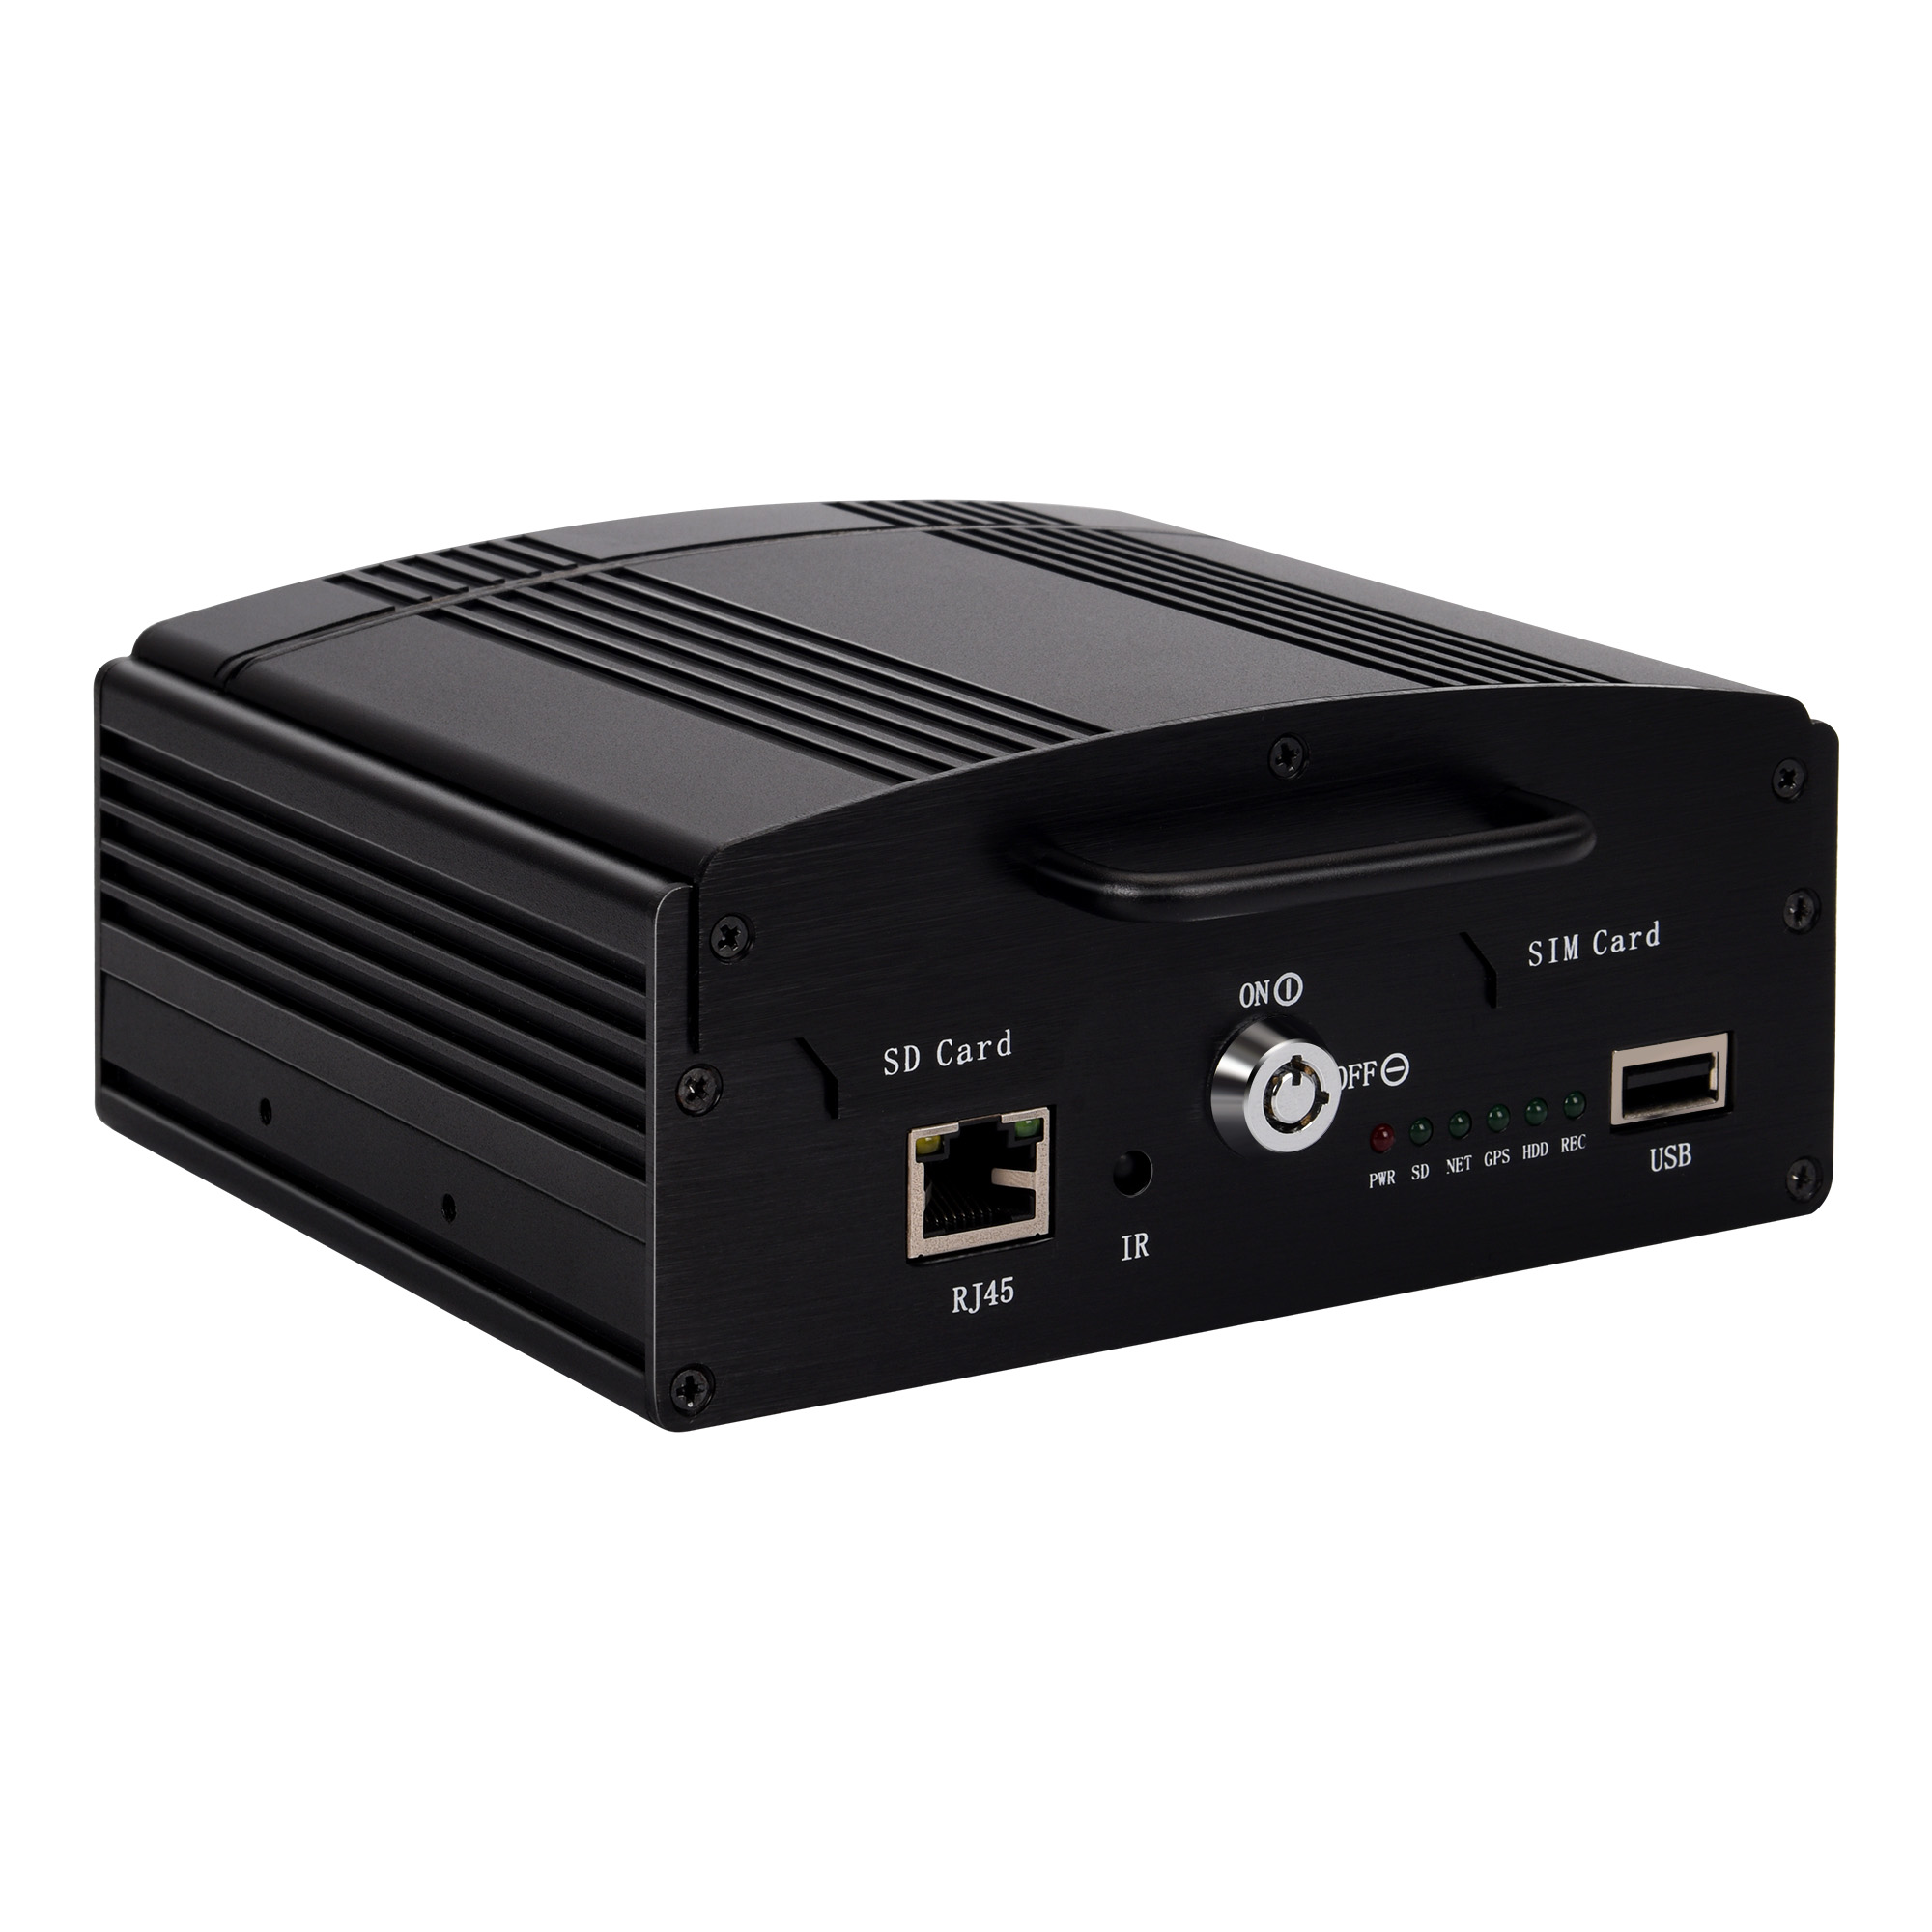 SIM Card
ON
SD Card
OFF
PWR SD NET GPS HDD REC
USB
IR
RJ45